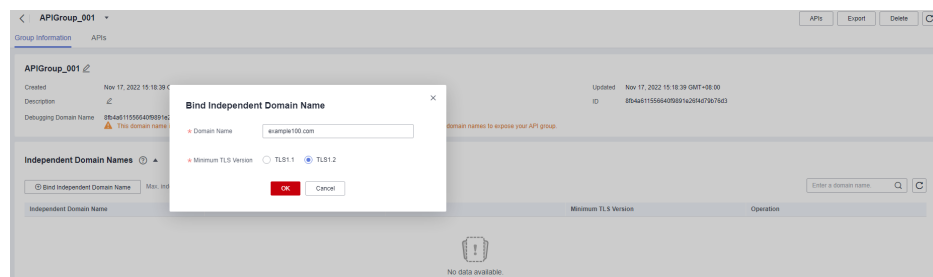 APIGroup_001
APIs Export Delete
Group Information APIs
APIGroup_001
Created Nov 17, 2022 15:18:39 G
Updated Nov 17, 2022 15:18:39 GMT+08:00
Description
ID 8fb4a611556640f9891e26f4d79b76d3
Debugging Domain Name 8fb4a611556640f9891e2
This domain name
domain names to expose your API group.
Bind Independent Domain Name
* Domain Name example100.com
* Minimum TLS Version TLS1.1 TLS1.2
OK Cancel
Independent Domain Names
Bind Independent Domain Name Max. ind
Enter a domain name
Independent Domain Name Minimum TLS Version Operation
No data available.